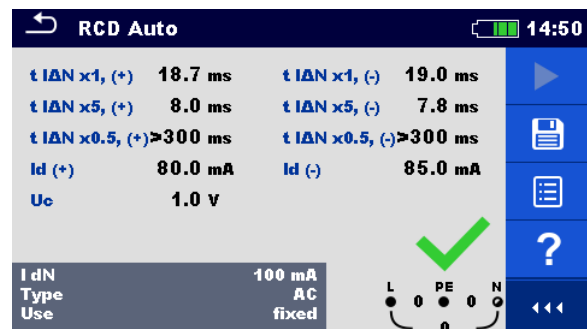 RCD Auto 14:50
t IΔN x1, (+) 18.7 ms t IΔN x1, (-) 19.0 ms
t IΔN x5, (+) 8.0 ms t IΔN x5, (-) 7.8 ms
t IΔN x0.5, (+) >300 ms t IΔN x0.5, (-) >300 ms
Id (+) 80.0 mA Id (-) 85.0 mA
Uc 1.0 V
?
I dN 100 mA
Type AC
Use fixed
L PE N
0 0
0